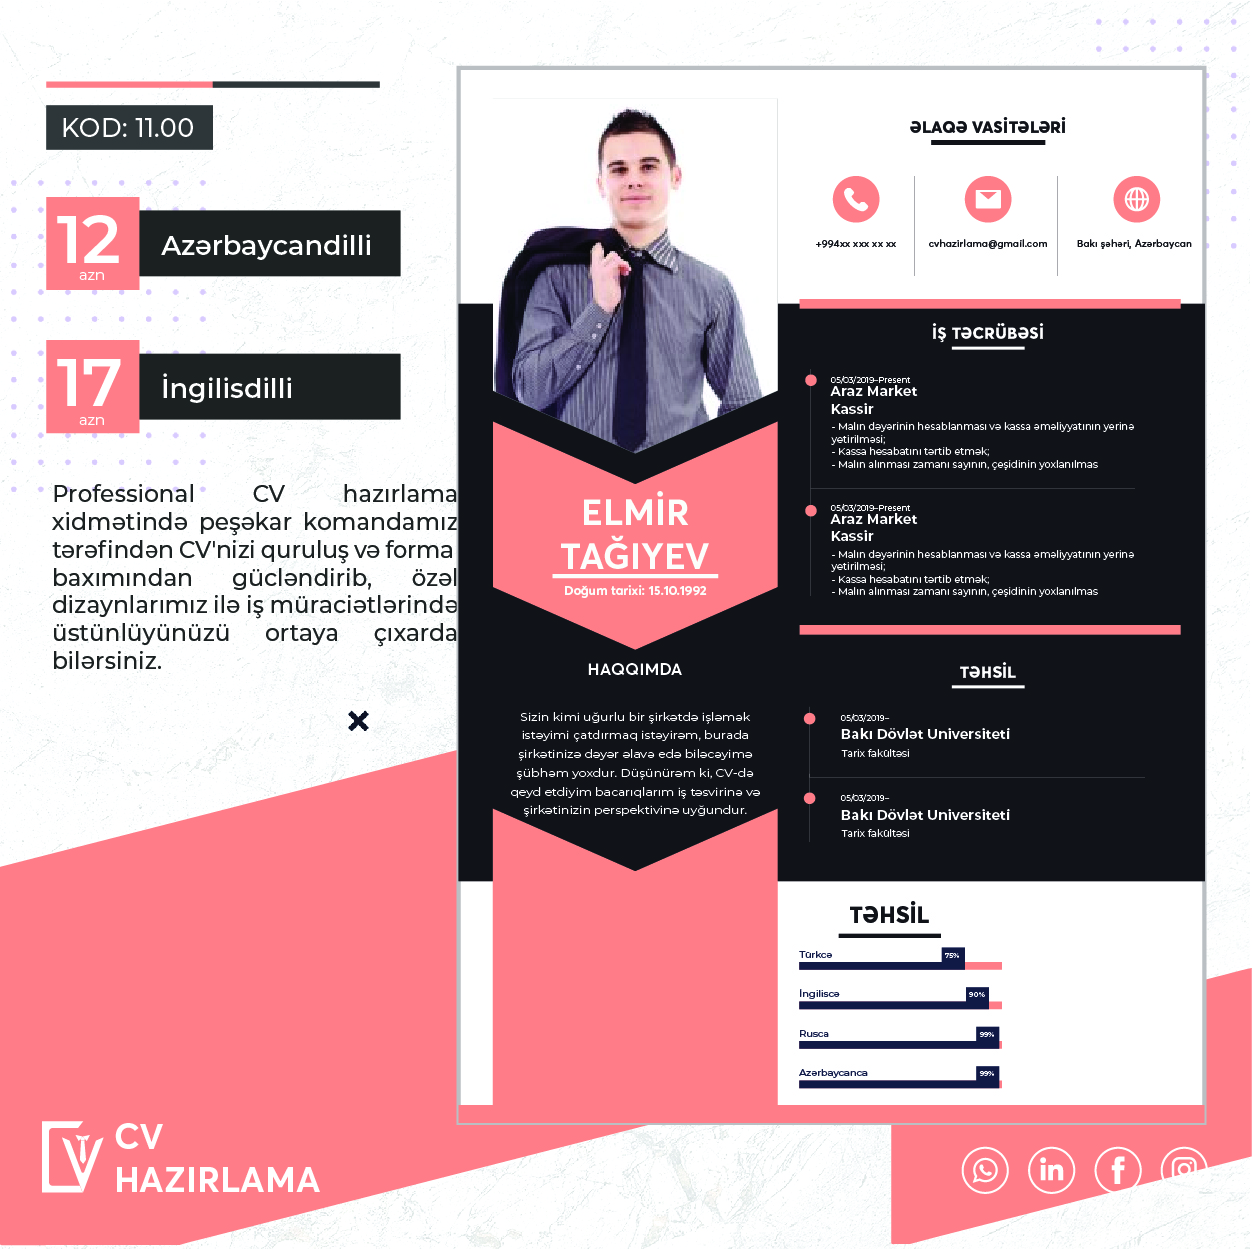 KOD: 11.00
12
azn
Azərbaycandilli
17
azn
İngilisdilli
Professional CV hazırlama
xidmətində peşəkar komandamız
tərəfindən CV'nizi quruluş və forma
baxımından gücləndirib, özəl
dizaynlarımız ilə iş müraciətlərində
üstünlüyünüzü ortaya çıxarda
bilərsiniz.
CV
HAZIRLAMA
ELMİR
TAĞIYEV
Doğum tarixi: 15.10.1992
HAQQIMDA
Sizin kimi uğurlu bir şirkətdə işləmək
istəyimi çatdırmaq istəyirəm, burada
şirkətinizə dəyər əlavə edə biləcəyimə
şübhəm yoxdur. Düşünürəm ki, CV-də
qeyd etdiyim bacarıqlarım iş təsvirinə və
şirkətinizin perspektivinə uyğundur.
ƏLAQƏ VASİTƏLƏRİ
+994xx xxx xx xx
cvhazirlama@gmail.com
Bakı şəhəri, Azərbaycan
İŞ TƏCRÜBƏSİ
05/03/2019–Present
Araz Market
Kassir
- Malın dəyərinin hesablanması və kassa əməliyyatının yerinə
yetirilməsi;
- Kassa hesabatını tərtib etmək;
- Malın alınması zamanı sayının, çeşidinin yoxlanılmas
05/03/2019–Present
Araz Market
Kassir
- Malın dəyərinin hesablanması və kassa əməliyyatının yerinə
yetirilməsi;
- Kassa hesabatını tərtib etmək;
- Malın alınması zamanı sayının, çeşidinin yoxlanılmas
TƏHSİL
05/03/2019–
Bakı Dövlət Universiteti
Tarix fakültəsi
05/03/2019–
Bakı Dövlət Universiteti
Tarix fakültəsi
TƏHSİL
Türkcə
75%
İngiliscə
90%
Rusca
99%
Azərbaycanca
99%